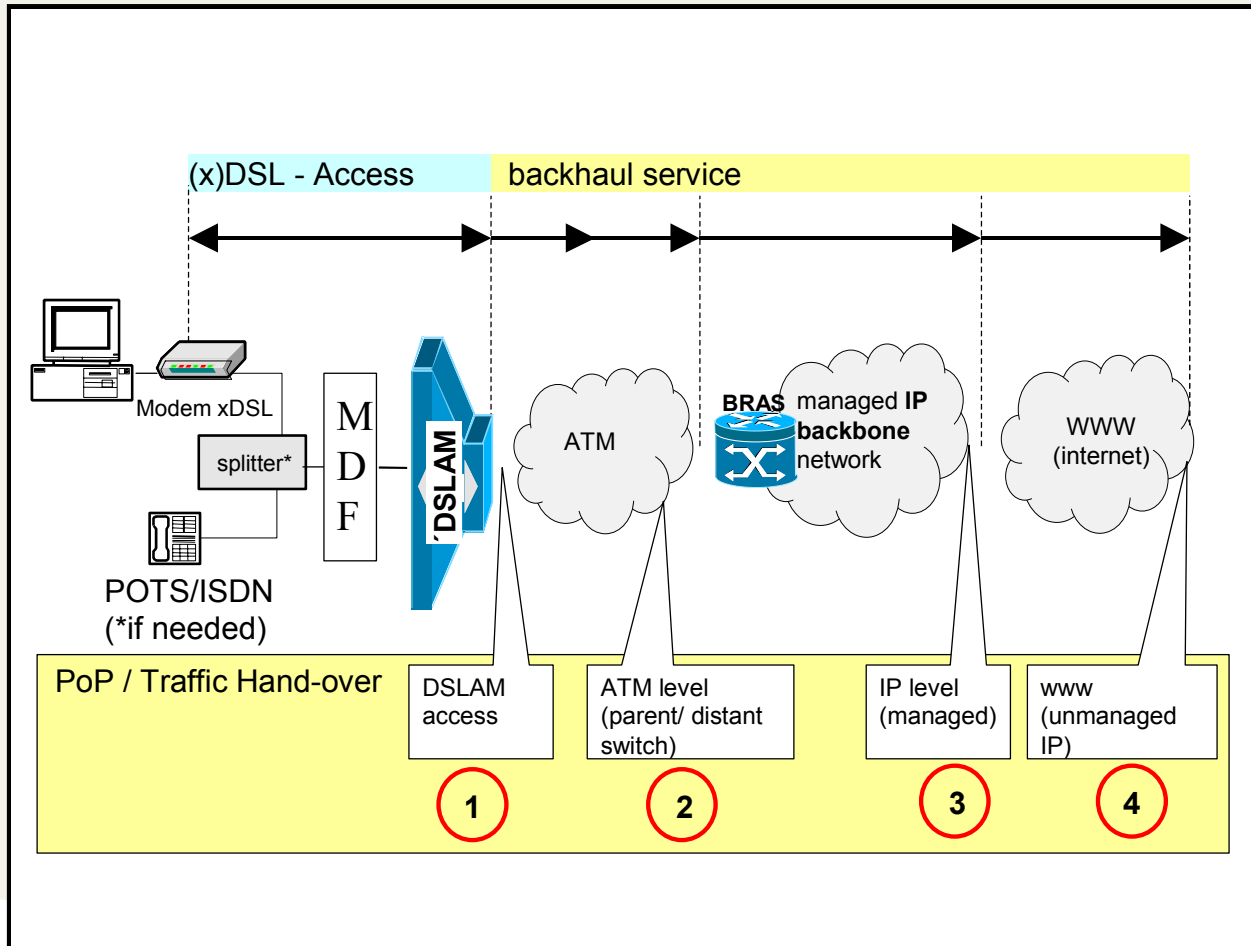 (x)DSL - Access
backhaul service
Modem xDSL
splitter*
POTS/ISDN
(*if needed)
M
D
F
´DSLAM
ATM
BRAS
managed IP
backbone
network
WWW
(internet)
PoP / Traffic Hand-over
DSLAM
access
ATM level
(parent/ distant
switch)
IP level
(managed)
www
(unmanaged
IP)
1
2
3
4